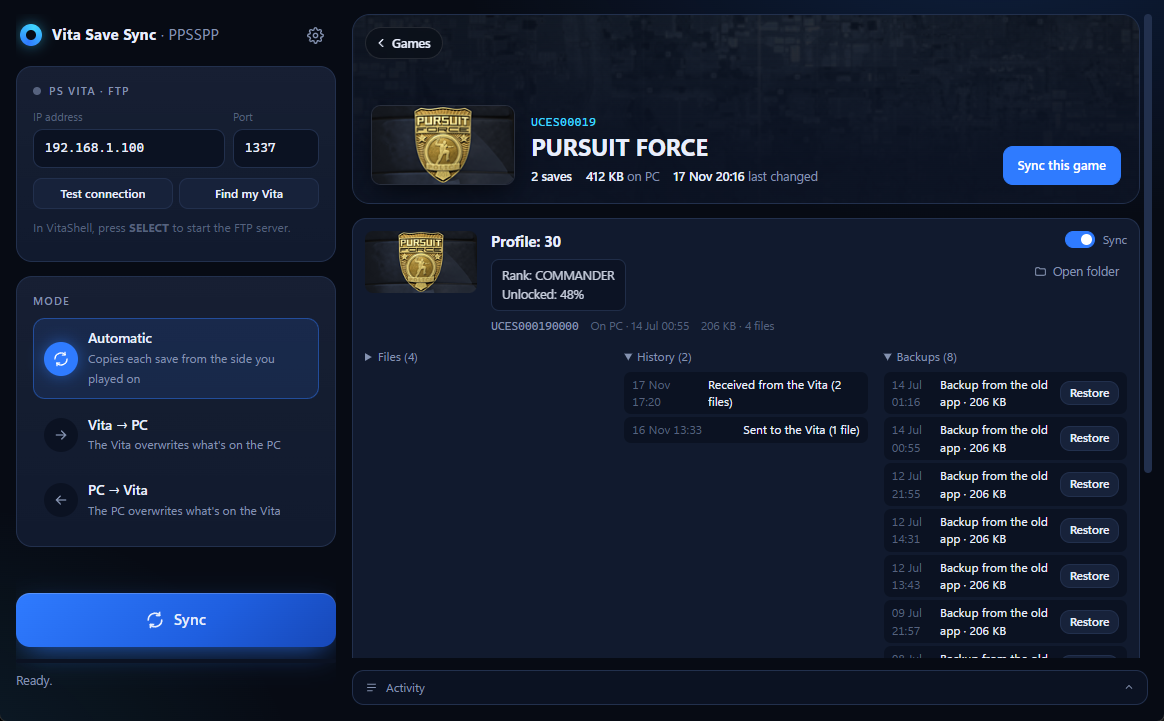 Vita Save Sync · PPSSPP
PS VITA · FTP
IP address
Port
192.168.1.100
1337
Test connection
Find my Vita
In VitaShell, press SELECT to start the FTP server.
MODE
Automatic
Copies each save from the side you
played on
Vita → PC
The Vita overwrites what's on the PC
PC → Vita
The PC overwrites what's on the Vita
Sync
Ready.
Games
PURSUIT
UCES00019
PURSUIT FORCE
2 saves 412 KB on PC 17 Nov 20:16 last changed
Sync this game
PURSUIT
Profile: 30
Rank: COMMANDER
Unlocked: 48%
UCES000190000 On PC · 14 Jul 00:55 206 KB · 4 files
Sync
Open folder
Files (4)
History (2)
17 Nov
17:20
Received from the Vita (2
files)
16 Nov 13:33
Sent to the Vita (1 file)
Backups (8)
14 Jul
01:16
Backup from the old
app · 206 KB
Restore
14 Jul
00:55
Backup from the old
app · 206 KB
Restore
12 Jul
21:55
Backup from the old
app · 206 KB
Restore
12 Jul
14:31
Backup from the old
app · 206 KB
Restore
12 Jul
13:43
Backup from the old
app · 206 KB
Restore
09 Jul
21:57
Backup from the old
app · 206 KB
Restore
Backup from the old
Activity